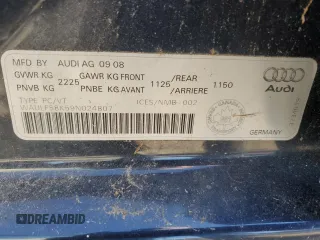 MFD BY AUDI AG 09 08
GVWR KG 2225 GAWR KG FRONT 1125 /REAR 1150
PNVB KG PNBE KG AVANT /ARRIERE
TYPE PC/VT ICES/NMB-002
Audi
GERMANY
AUTOBIDMASTER